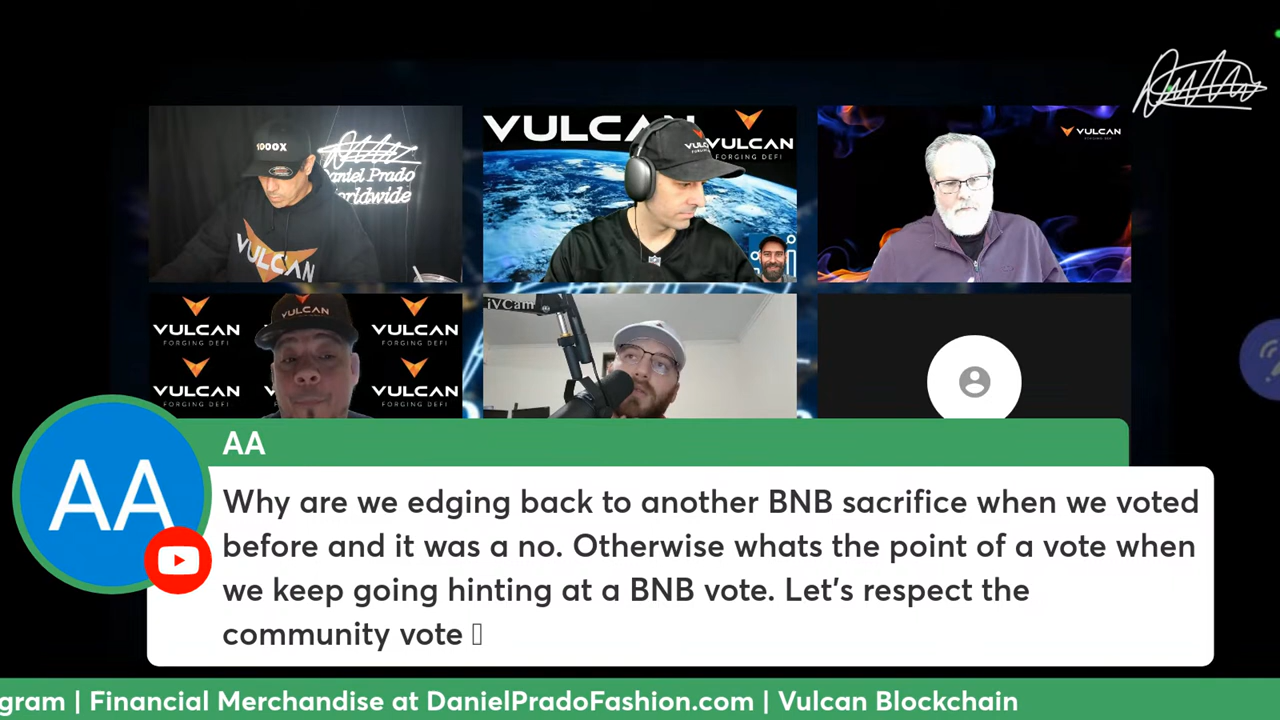 1000X
Daniel Prado
Worldwide
VULCAN
VULCAN
VULCAN
FORGING DEFI
VULCAN
VULCAN
VULCAN
FORGING DEFI
VULCAN
FORGING DEFI
VULCAN
VULCAN
FORGING DEFI
VULCAN
FORGING DEFI
iVCam
AA
AA
Why are we edging back to another BNB sacrifice when we voted
before and it was a no. Otherwise whats the point of a vote when
we keep going hinting at a BNB vote. Let's respect the
community vote
gram | Financial Merchandise at DanielPradoFashion.com | Vulcan Blockchain